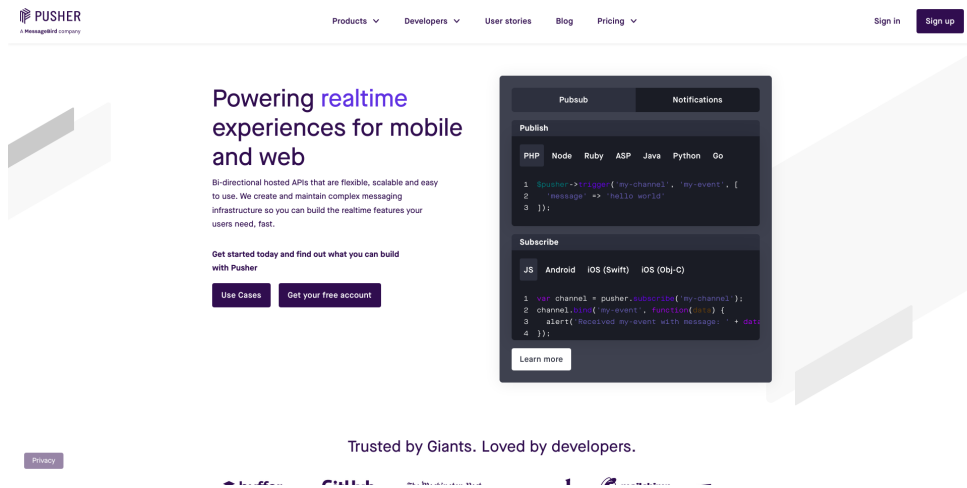 PUSHER
A MessageBird company
Products
Developers
User stories
Blog
Pricing
Sign in
Sign up
Powering realtime
experiences for mobile
and web
Bi-directional hosted APIs that are flexible, scalable and easy
to use. We create and maintain complex messaging
infrastructure so you can build the realtime features your
users need, fast.
Get started today and find out what you can build
with Pusher
Use Cases
Get your free account
Pubsub
Notifications
Publish
PHP Node Ruby ASP Java Python Go
1 $pusher->trigger('my-channel', 'my-event', [
2 'message' => 'hello world'
3 ]);
Subscribe
JS Android iOS (Swift) iOS (Obj-C)
1 var channel = pusher.subscribe('my-channel');
2 channel.bind('my-event', function(data) {
3 alert('Received my-event with message: ' + data
4 });
Learn more
Trusted by Giants. Loved by developers.
Privacy
buffer
GitHub
The Washington Post
mailchimp